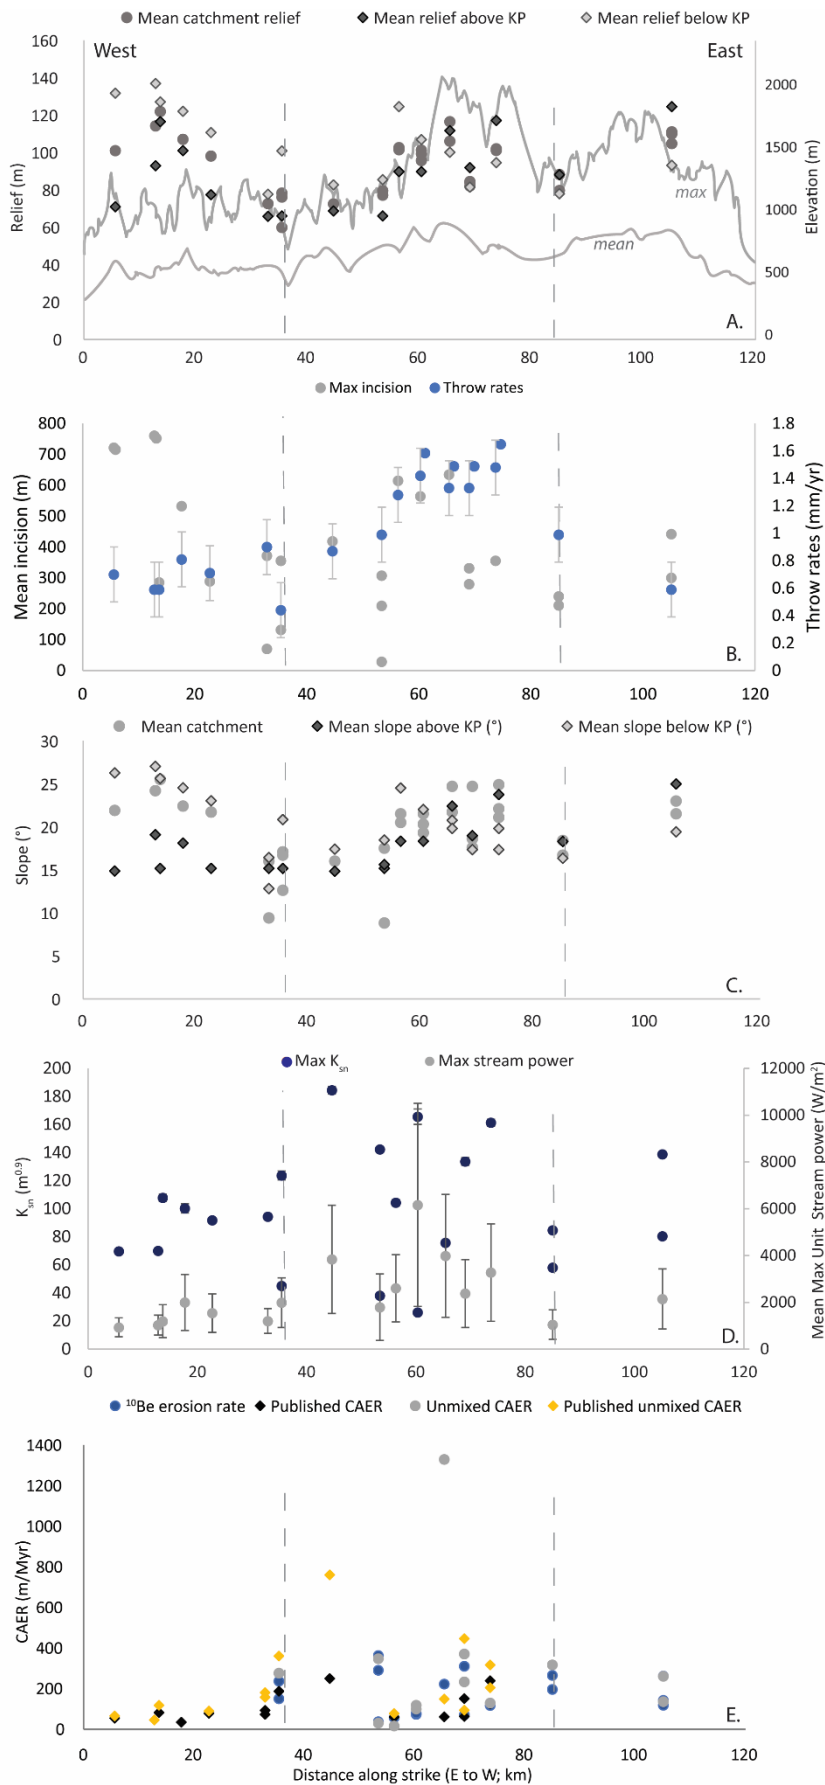 Mean catchment relief Mean relief above KP Mean relief below KP
West East
160
140
120
100
80
60
40
20
0
Relief (m)
2000
1500
1000
500
0
Elevation (m)
max
mean
A.
0 20 40 60 80 100 120
Max incision Throw rates
800
700
600
500
400
300
200
100
0
Mean incision (m)
1.8
1.6
1.4
1.2
1
0.8
0.6
0.4
0.2
0
Throw rates (mm/yr)
B.
0 20 40 60 80 100 120
Mean catchment Mean slope above KP (°) Mean slope below KP (°)
30
25
20
15
10
5
0
Slope (°)
C.
0 20 40 60 80 100 120
Max Ksn Max stream power
200
180
160
140
120
100
80
60
40
20
0
Ksn (m0.9)
12000
10000
8000
6000
4000
2000
0
Mean Max Unit Stream power (W/m²)
D.
0 20 40 60 80 100 120
10Be erosion rate Published CAER Unmixed CAER Published unmixed CAER
1400
1200
1000
800
600
400
200
0
CAER (m/Myr)
E.
0 20 40 60 80 100 120
Distance along strike (E to W; km)